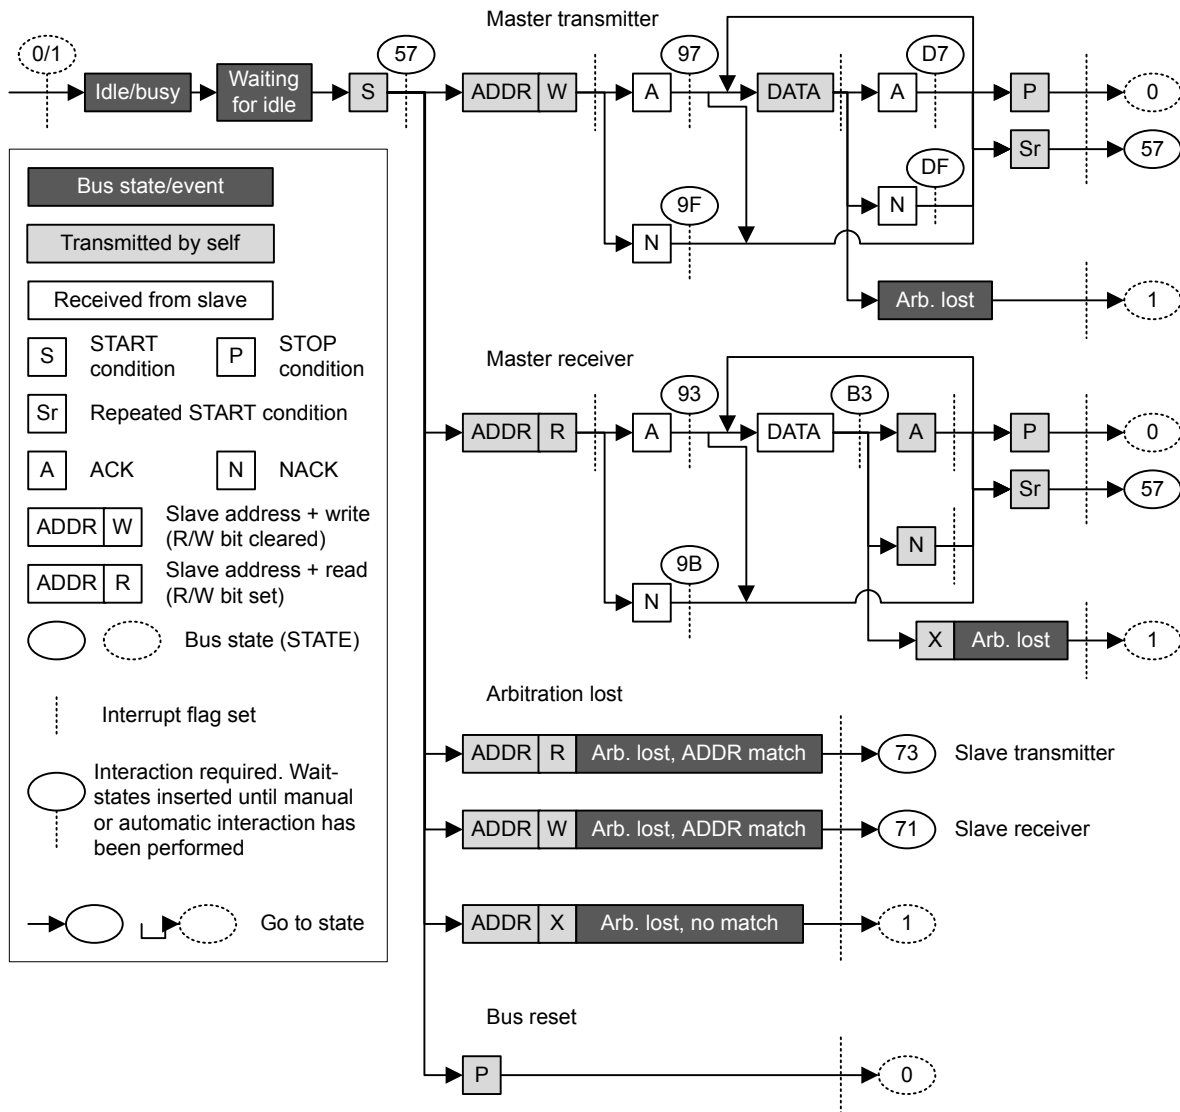 Master transmitter
0/1
57
97
D7
Idle/busy
Waiting
for idle
S
ADDR W
A
DATA
A
P
0
Sr
57
DF
N
9F
N
Arb. lost
1
Bus state/event
Transmitted by self
Received from slave
S
START
condition
P
STOP
condition
Sr
Repeated START condition
A
ACK
N
NACK
ADDR W
Slave address + write
(R/W bit cleared)
ADDR R
Slave address + read
(R/W bit set)
Bus state (STATE)
Interrupt flag set
Interaction required. Wait-
states inserted until manual
or automatic interaction has
been performed
Go to state
Master receiver
93
B3
ADDR R
A
DATA
A
P
0
Sr
57
N
9B
N
X Arb. lost
1
Arbitration lost
ADDR R Arb. lost, ADDR match
73
Slave transmitter
ADDR W Arb. lost, ADDR match
71
Slave receiver
ADDR X Arb. lost, no match
1
Bus reset
P
0